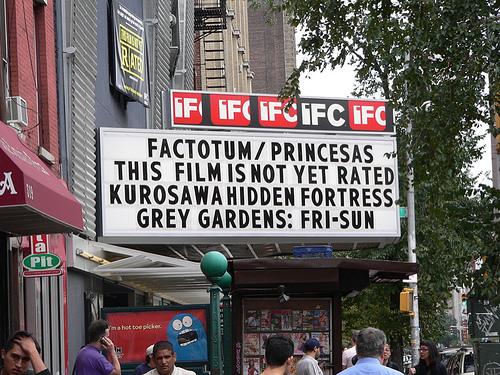 RATED
iFC iFC iFC iFC iFC
FACTOTUM/PRINCESAS
THIS FILM IS NOT YET RATED
KUROSAWA HIDDEN FORTRESS
GREY GARDENS: FRI-SUN
A
Pit
I'm a hot toe picker.